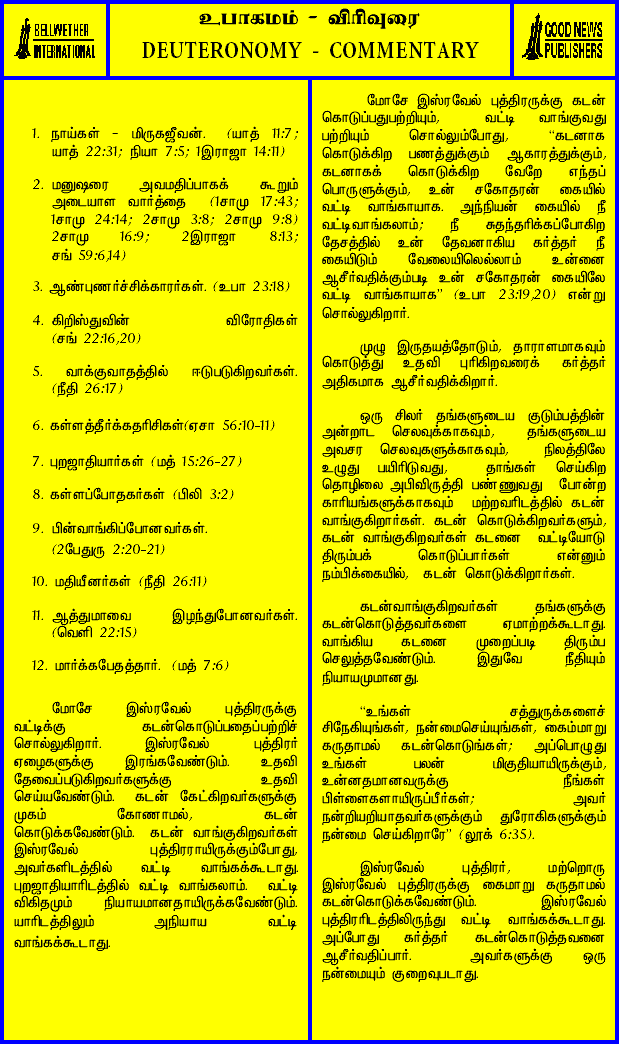 BELLWETHER
INTERNATIONAL
உபாகமம் - விரிவுரை
DEUTERONOMY - COMMENTARY
GOOD NEWS
PUBLISHERS
1. நாய்கள் - மிருகஜீவன். (யாத் 11:7;
யாத் 22:31; நியா 7:5; 1இராஜா 14:11)
2. மனுஷரை அவமதிப்பாகக் கூறும்
அடையாள வார்த்தை (1சாமு 17:43;
1சாமு 24:14; 2சாமு 3:8; 2சாமு 9:8)
2சாமு 16:9; 2இராஜா 8:13;
சங் 59:6,14)
3. ஆண்புணர்ச்சிக்காரர்கள். (உபா 23:18)
4. கிறிஸ்துவின் விரோதிகள்
(சங் 22:16,20)
5. வாக்குவாதத்தில் ஈடுபடுகிறவர்கள்.
(நீதி 26:17)
6. கள்ளத்தீர்க்கதரிசிகள்(ஏசா 56:10-11)
7. புறஜாதியார்கள் (மத் 15:26-27)
8. கள்ளப்போதகர்கள் (பிலி 3:2)
9. பின்வாங்கிப்போனவர்கள்.
(2பேதுரு 2:20-21)
10. மதியீனர்கள் (நீதி 26:11)
11. ஆத்துமாவை இழந்துபோனவர்கள்.
(வெளி 22:15)
12. மார்க்கபேதத்தார். (மத் 7:6)
மோசே இஸ்ரவேல் புத்திரருக்கு
வட்டிக்கு கடன்கொடுப்பதைப்பற்றிச்
சொல்லுகிறார். இஸ்ரவேல் புத்திரர்
ஏழைகளுக்கு இரங்கவேண்டும். உதவி
தேவைப்படுகிறவர்களுக்கு உதவி
செய்யவேண்டும். கடன் கேட்கிறவர்களுக்கு
முகம் கோணாமல், கடன்
கொடுக்கவேண்டும். கடன் வாங்குகிறவர்கள்
இஸ்ரவேல் புத்திரராயிருக்கும்போது,
அவர்களிடத்தில் வட்டி வாங்கக்கூடாது.
புறஜாதியாரிடத்தில் வட்டி வாங்கலாம். வட்டி
விகிதமும் நியாயமானதாயிருக்கவேண்டும்.
யாரிடத்திலும் அநியாய வட்டி
வாங்கக்கூடாது.
மோசே இஸ்ரவேல் புத்திரருக்கு கடன்
கொடுப்பதுபற்றியும், வட்டி வாங்குவது
பற்றியும் சொல்லும்போது, “கடனாக
கொடுக்கிற பணத்துக்கும் ஆகாரத்துக்கும்,
கடனாகக் கொடுக்கிற வேறே எந்தப்
பொருளுக்கும், உன் சகோதரன் கையில்
வட்டி வாங்காயாக. அந்நியன் கையில் நீ
வட்டிவாங்கலாம்; நீ சுதந்தரிக்கப்போகிற
தேசத்தில் உன் தேவனாகிய கர்த்தர் நீ
கையிடும் வேலையிலெல்லாம் உன்னை
ஆசீர்வதிக்கும்படி உன் சகோதரன் கையிலே
வட்டி வாங்காயாக” (உபா 23:19,20) என்று
சொல்லுகிறார்.
முழு இருதயத்தோடும், தாராளமாகவும்
கொடுத்து உதவி புரிகிறவரைக் கர்த்தர்
அதிகமாக ஆசீர்வதிக்கிறார்.
ஒரு சிலர் தங்களுடைய குடும்பத்தின்
அன்றாட செலவுக்காகவும், தங்களுடைய
அவசர செலவுகளுக்காகவும், நிலத்திலே
உழுது பயிரிடுவது, தாங்கள் செய்கிற
தொழிலை அபிவிருத்தி பண்ணுவது போன்ற
காரியங்களுக்காகவும் மற்றவரிடத்தில் கடன்
வாங்குகிறார்கள். கடன் கொடுக்கிறவர்களும்,
கடன் வாங்குகிறவர்கள் கடனை வட்டியோடு
திரும்பக் கொடுப்பார்கள் என்னும்
நம்பிக்கையில், கடன் கொடுக்கிறார்கள்.
கடன்வாங்குகிறவர்கள் தங்களுக்கு
கடன்கொடுத்தவர்களை ஏமாற்றக்கூடாது.
வாங்கிய கடனை முறைப்படி திரும்ப
செலுத்தவேண்டும். இதுவே நீதியும்
நியாயமுமானது.
“உங்கள் சத்துருக்களைச்
சிநேகியுங்கள், நன்மைசெய்யுங்கள், கைம்மாறு
கருதாமல் கடன்கொடுங்கள்; அப்பொழுது
உங்கள் பலன் மிகுதியாயிருக்கும்,
உன்னதமானவருக்கு நீங்கள்
பிள்ளைகளாயிருப்பீர்கள்; அவர்
நன்றியறியாதவர்களுக்கும் துரோகிகளுக்கும்
நன்மை செய்கிறாரே” (லூக் 6:35).
இஸ்ரவேல் புத்திரர், மற்றொரு
இஸ்ரவேல் புத்திரருக்கு கைமாறு கருதாமல்
கடன்கொடுக்கவேண்டும். இஸ்ரவேல்
புத்திரரிடத்திலிருந்து வட்டி வாங்கக்கூடாது.
அப்போது கர்த்தர் கடன்கொடுத்தவனை
ஆசீர்வதிப்பார். அவர்களுக்கு ஒரு
நன்மையும் குறைவுபடாது.